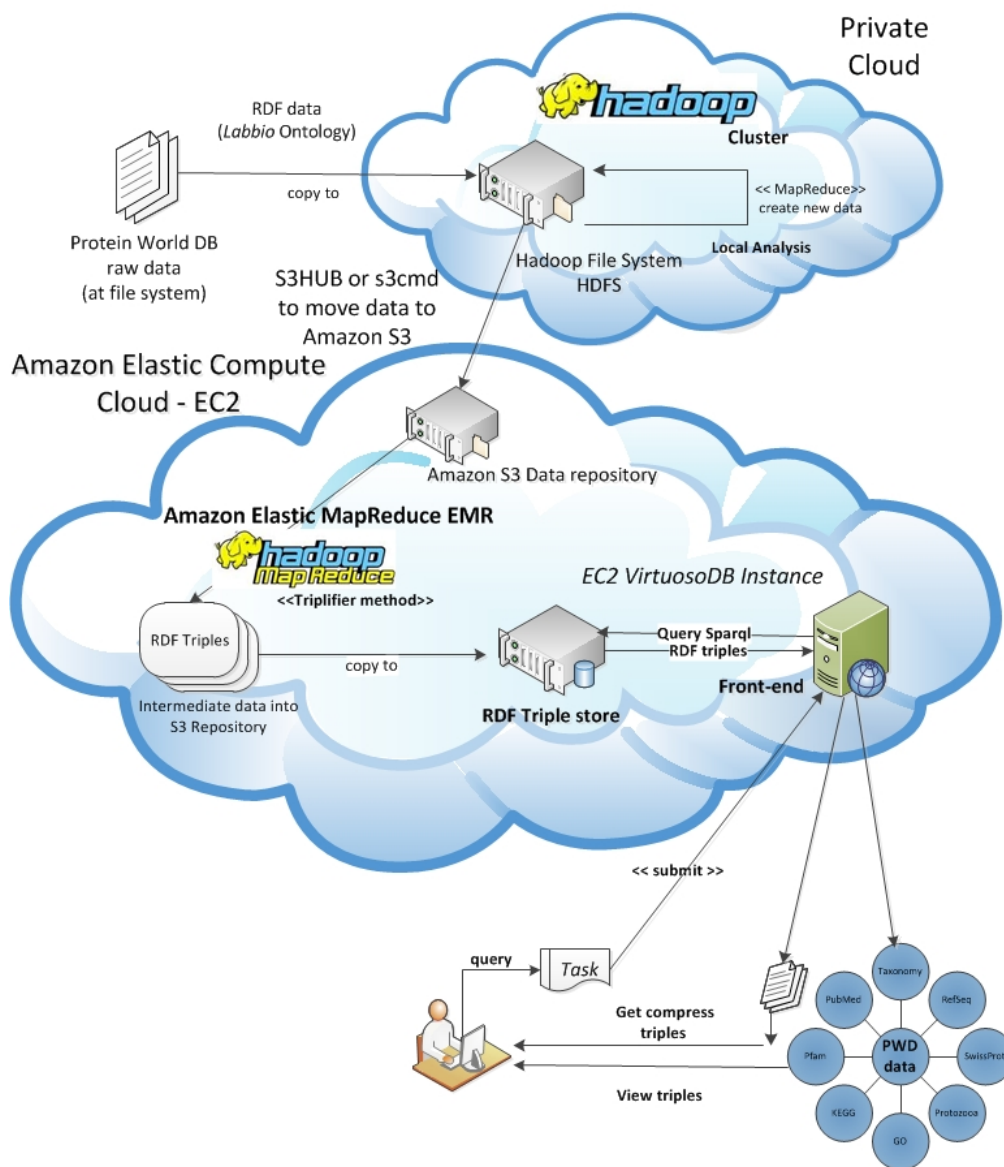 Private
Cloud
hadoop
Cluster
RDF data
(Labbio Ontology)
copy to
<< MapReduce>>
create new data
Local Analysis
Protein World DB
raw data
(at file system)
Hadoop File System
HDFS
S3HUB or s3cmd
to move data to
Amazon S3
Amazon Elastic Compute
Cloud - EC2
Amazon S3 Data repository
Amazon Elastic MapReduce EMR
hadoop
Map Reduce
<<Triplifier method>>
EC2 VirtuosoDB Instance
RDF Triples
copy to
Query Sparql
RDF triples
Front-end
Intermediate data into
S3 Repository
RDF Triple store
<< submit >>
query
Task
Get compress
triples
View triples
Taxonomy
PubMed
RefSeq
Pfam
PWD
data
SwissProt
KEGG
Protozooa
GO